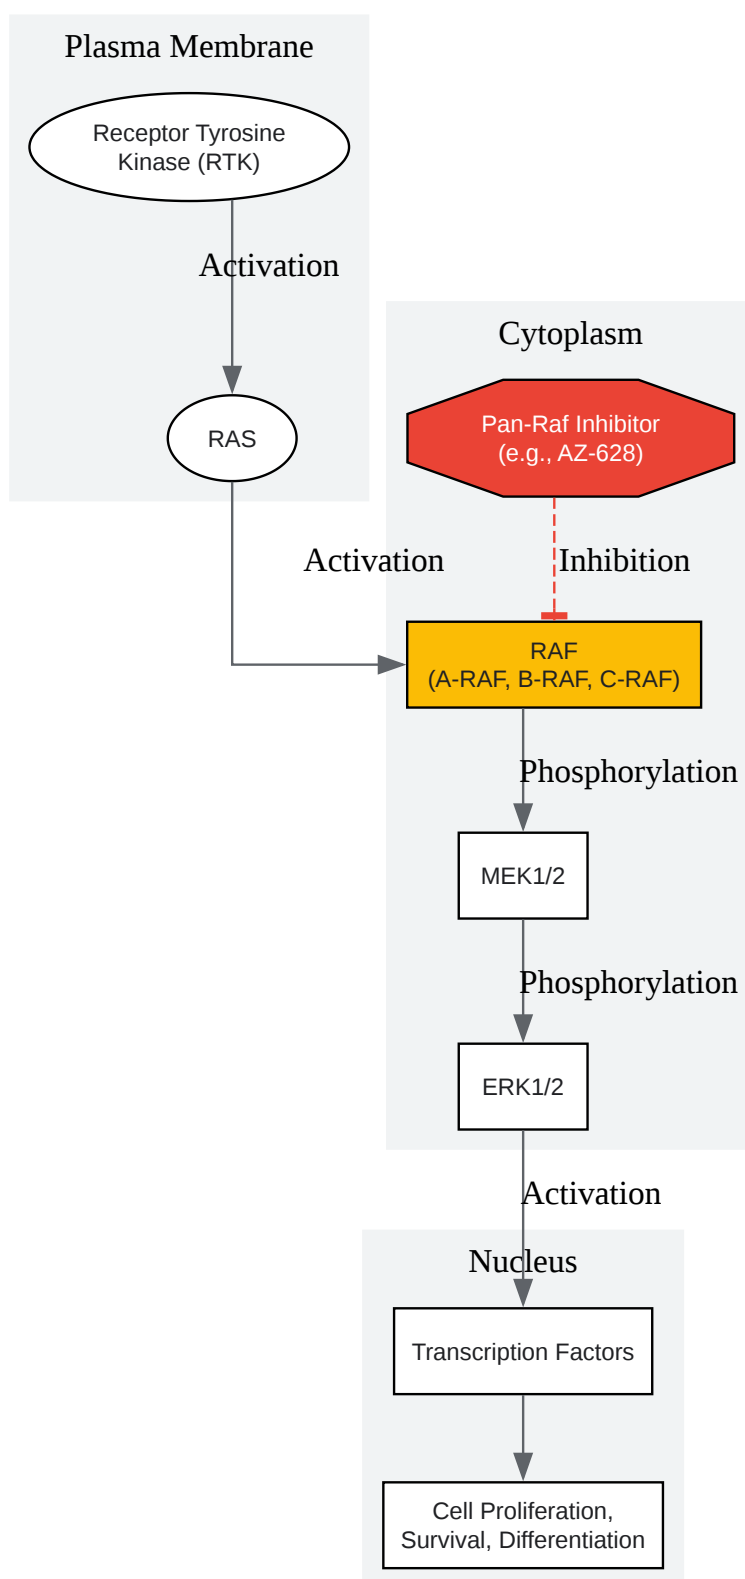 Plasma Membrane
Receptor Tyrosine
Kinase (RTK)
Activation
RAS
Cytoplasm
Pan-Raf Inhibitor
(e.g., AZ-628)
Activation
Inhibition
RAF
(A-RAF, B-RAF, C-RAF)
Phosphorylation
MEK1/2
Phosphorylation
ERK1/2
Activation
Nucleus
Transcription Factors
Cell Proliferation,
Survival, Differentiation